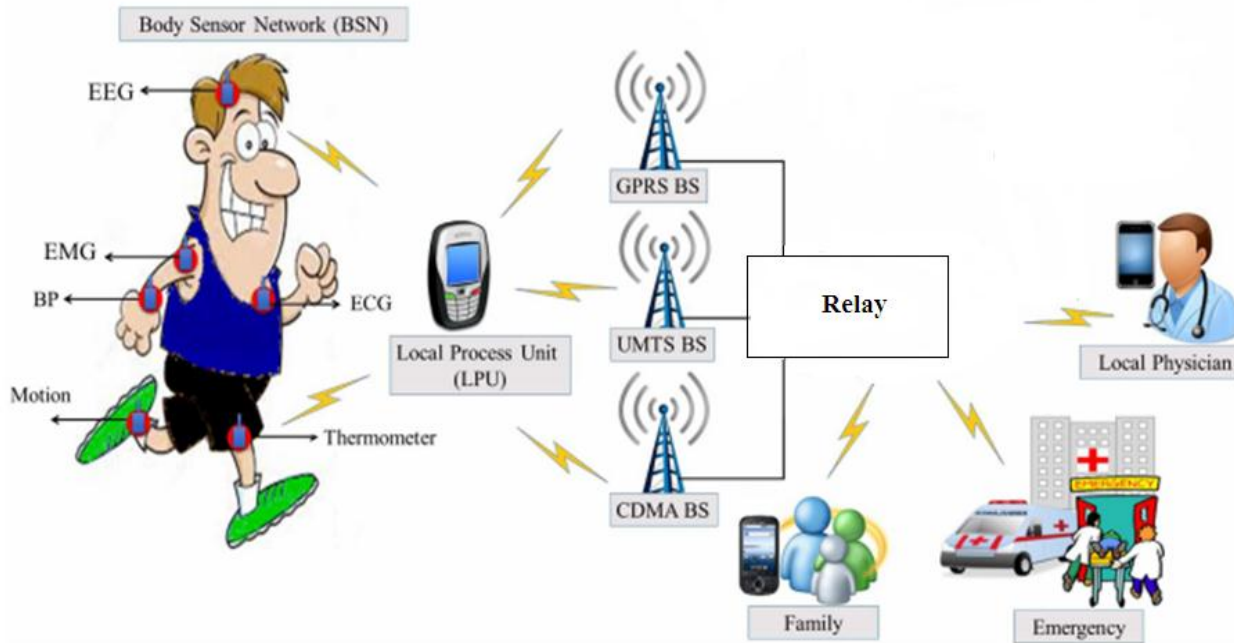 Body Sensor Network (BSN)
EEG
EMG
BP
ECG
Motion
Thermometer
Local Process Unit
(LPU)
GPRS BS
UMTS BS
CDMA BS
Relay
Local Physician
Family
EMERGENCY
Emergency